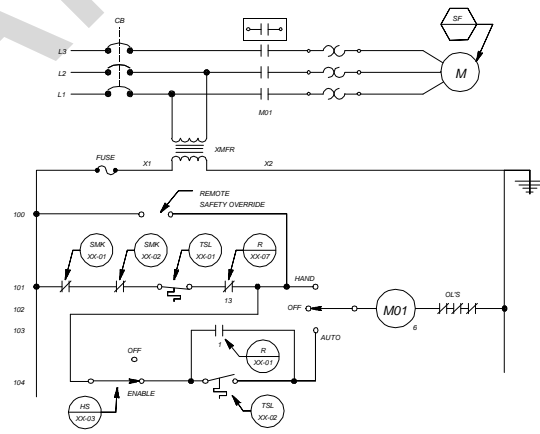 CB
SF
L3
L2
M
L1
M01
XMFR
FUSE
X1
X2
REMOTE
SAFETY OVERRIDE
100
SMK
XX-01
SMK
XX-02
TSL
XX-01
R
XX-07
101
13
HAND
102
OFF
M01
6
OL'S
103
AUTO
OFF
1
R
XX-01
104
ENABLE
HS
XX-03
TSL
XX-02